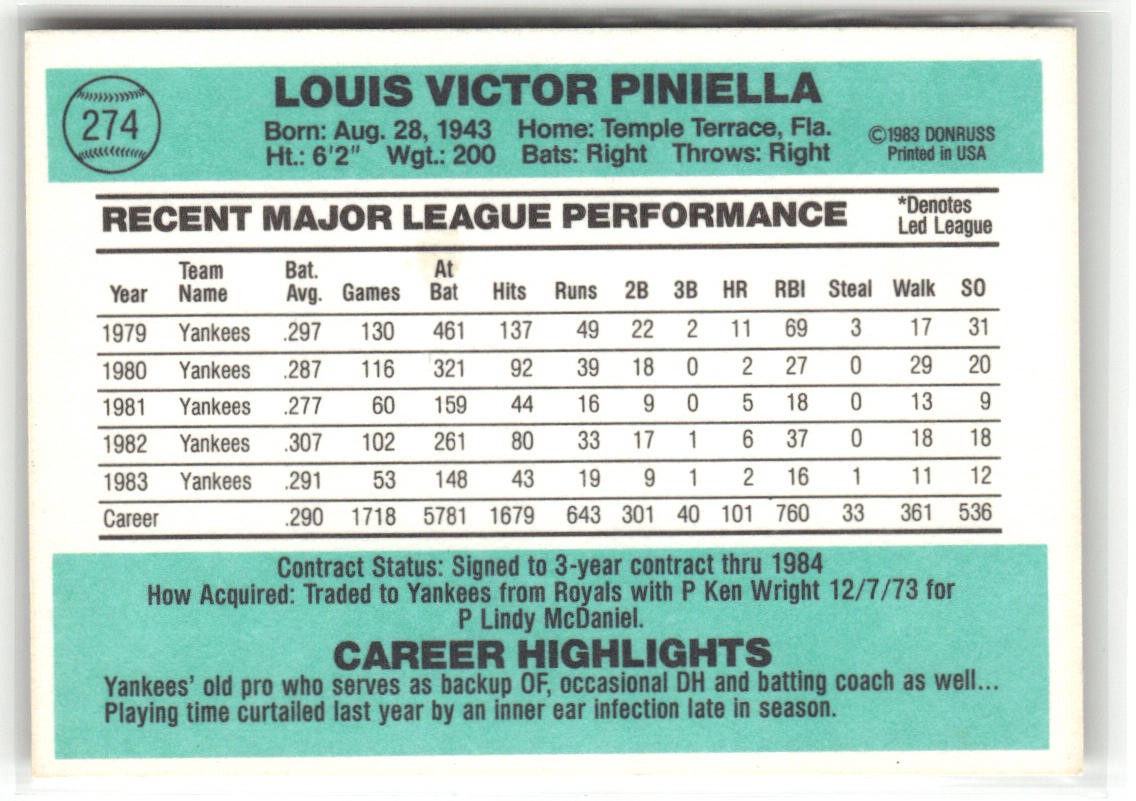 274
LOUIS VICTOR PINIELLA
Born: Aug. 28, 1943 Home: Temple Terrace, Fla.
Ht.: 6'2" Wgt.: 200 Bats: Right Throws: Right
©1983 DONRUSS
Printed in USA
RECENT MAJOR LEAGUE PERFORMANCE
*Denotes
Led League
Year Team Name Bat. Avg. Games At Bat Hits Runs 2B 3B HR RBI Steal Walk SO
1979 Yankees .297 130 461 137 49 22 2 11 69 3 17 31
1980 Yankees .287 116 321 92 39 18 0 2 27 0 29 20
1981 Yankees .277 60 159 44 16 9 0 5 18 0 13 9
1982 Yankees .307 102 261 80 33 17 1 6 37 0 18 18
1983 Yankees .291 53 148 43 19 9 1 2 16 1 11 12
Career .290 1718 5781 1679 643 301 40 101 760 33 361 536
Contract Status: Signed to 3-year contract thru 1984
How Acquired: Traded to Yankees from Royals with P Ken Wright 12/7/73 for
P Lindy McDaniel.
CAREER HIGHLIGHTS
Yankees' old pro who serves as backup OF, occasional DH and batting coach as well...
Playing time curtailed last year by an inner ear infection late in season.